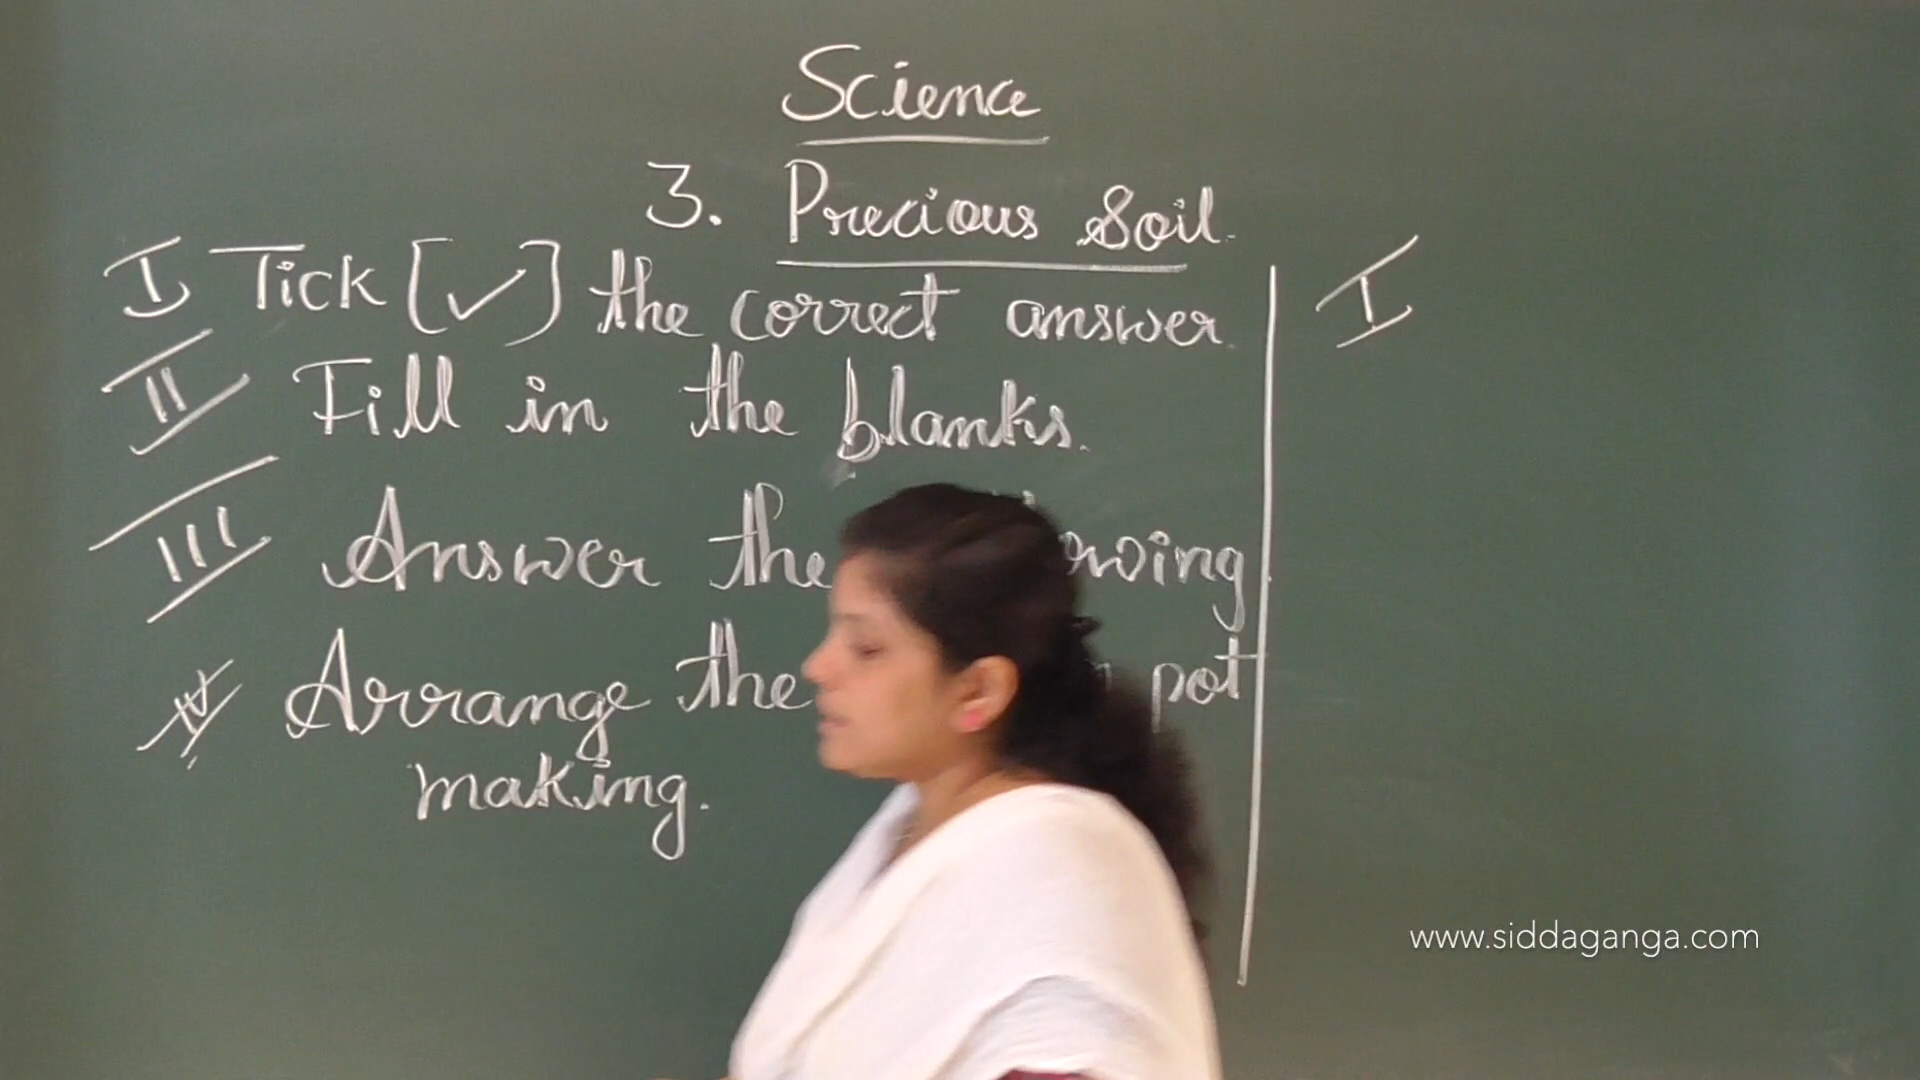 Science
3. Precious Soil.
I Tick [✓] the correct answer.
II Fill in the blanks.
III Answer the
IV Arrange the pot
making.
I
www.siddaganga.com